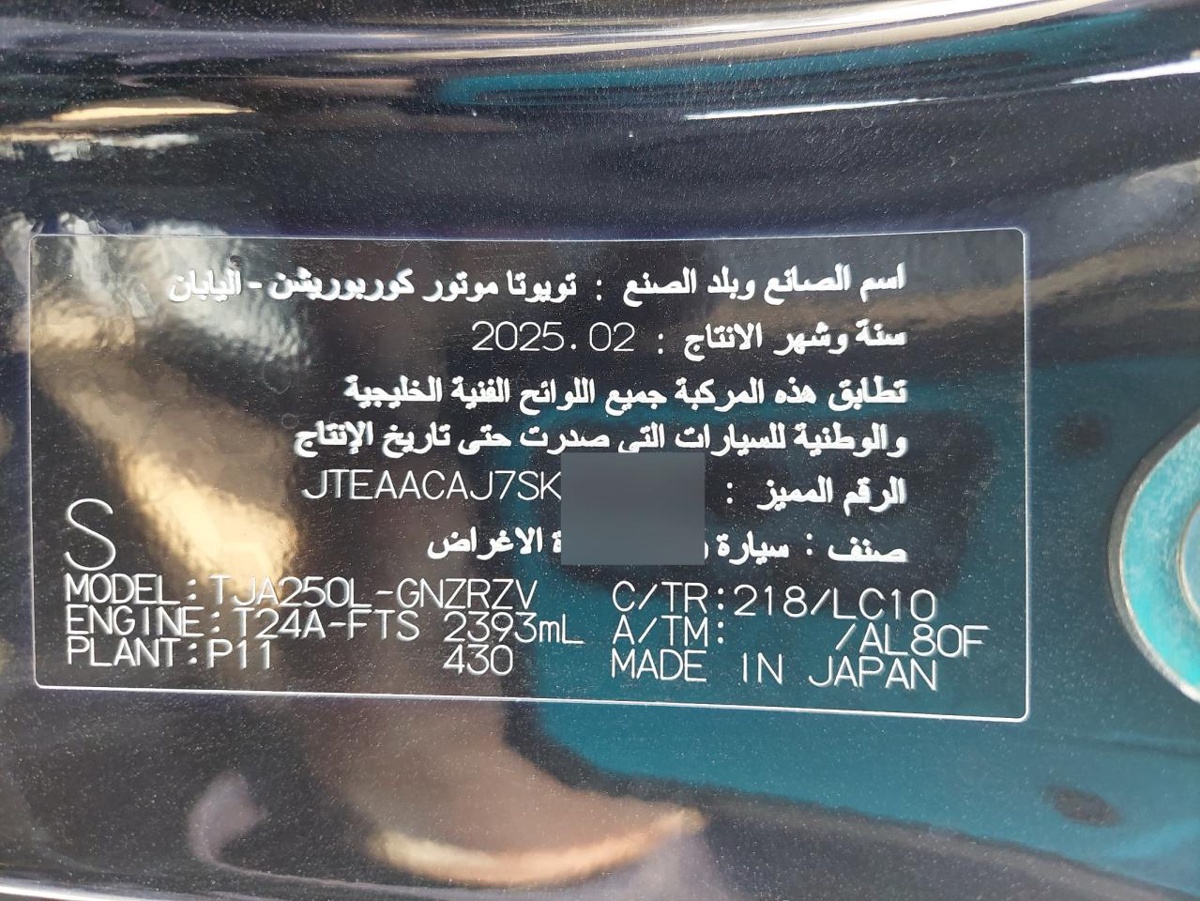 اسم الصانع وبلد الصنع : تويوتا موتور كوربوريشن - اليابان
سنة وشهر الانتاج : 2025.02
تطابق هذه المركبة جميع اللوائح الفنية الخليجية
والوطنية للسيارات التي صدرت حتى تاريخ الإنتاج
الرقم المميز : JTEAACAJ7SK
صنف : سيارة الاغراض
S
MODEL:TJA250L-GNZRZV C/TR:218/LC10
ENGINE:T24A-FTS 2393mL A/TM: /AL80F
PLANT:P11 430 MADE IN JAPAN